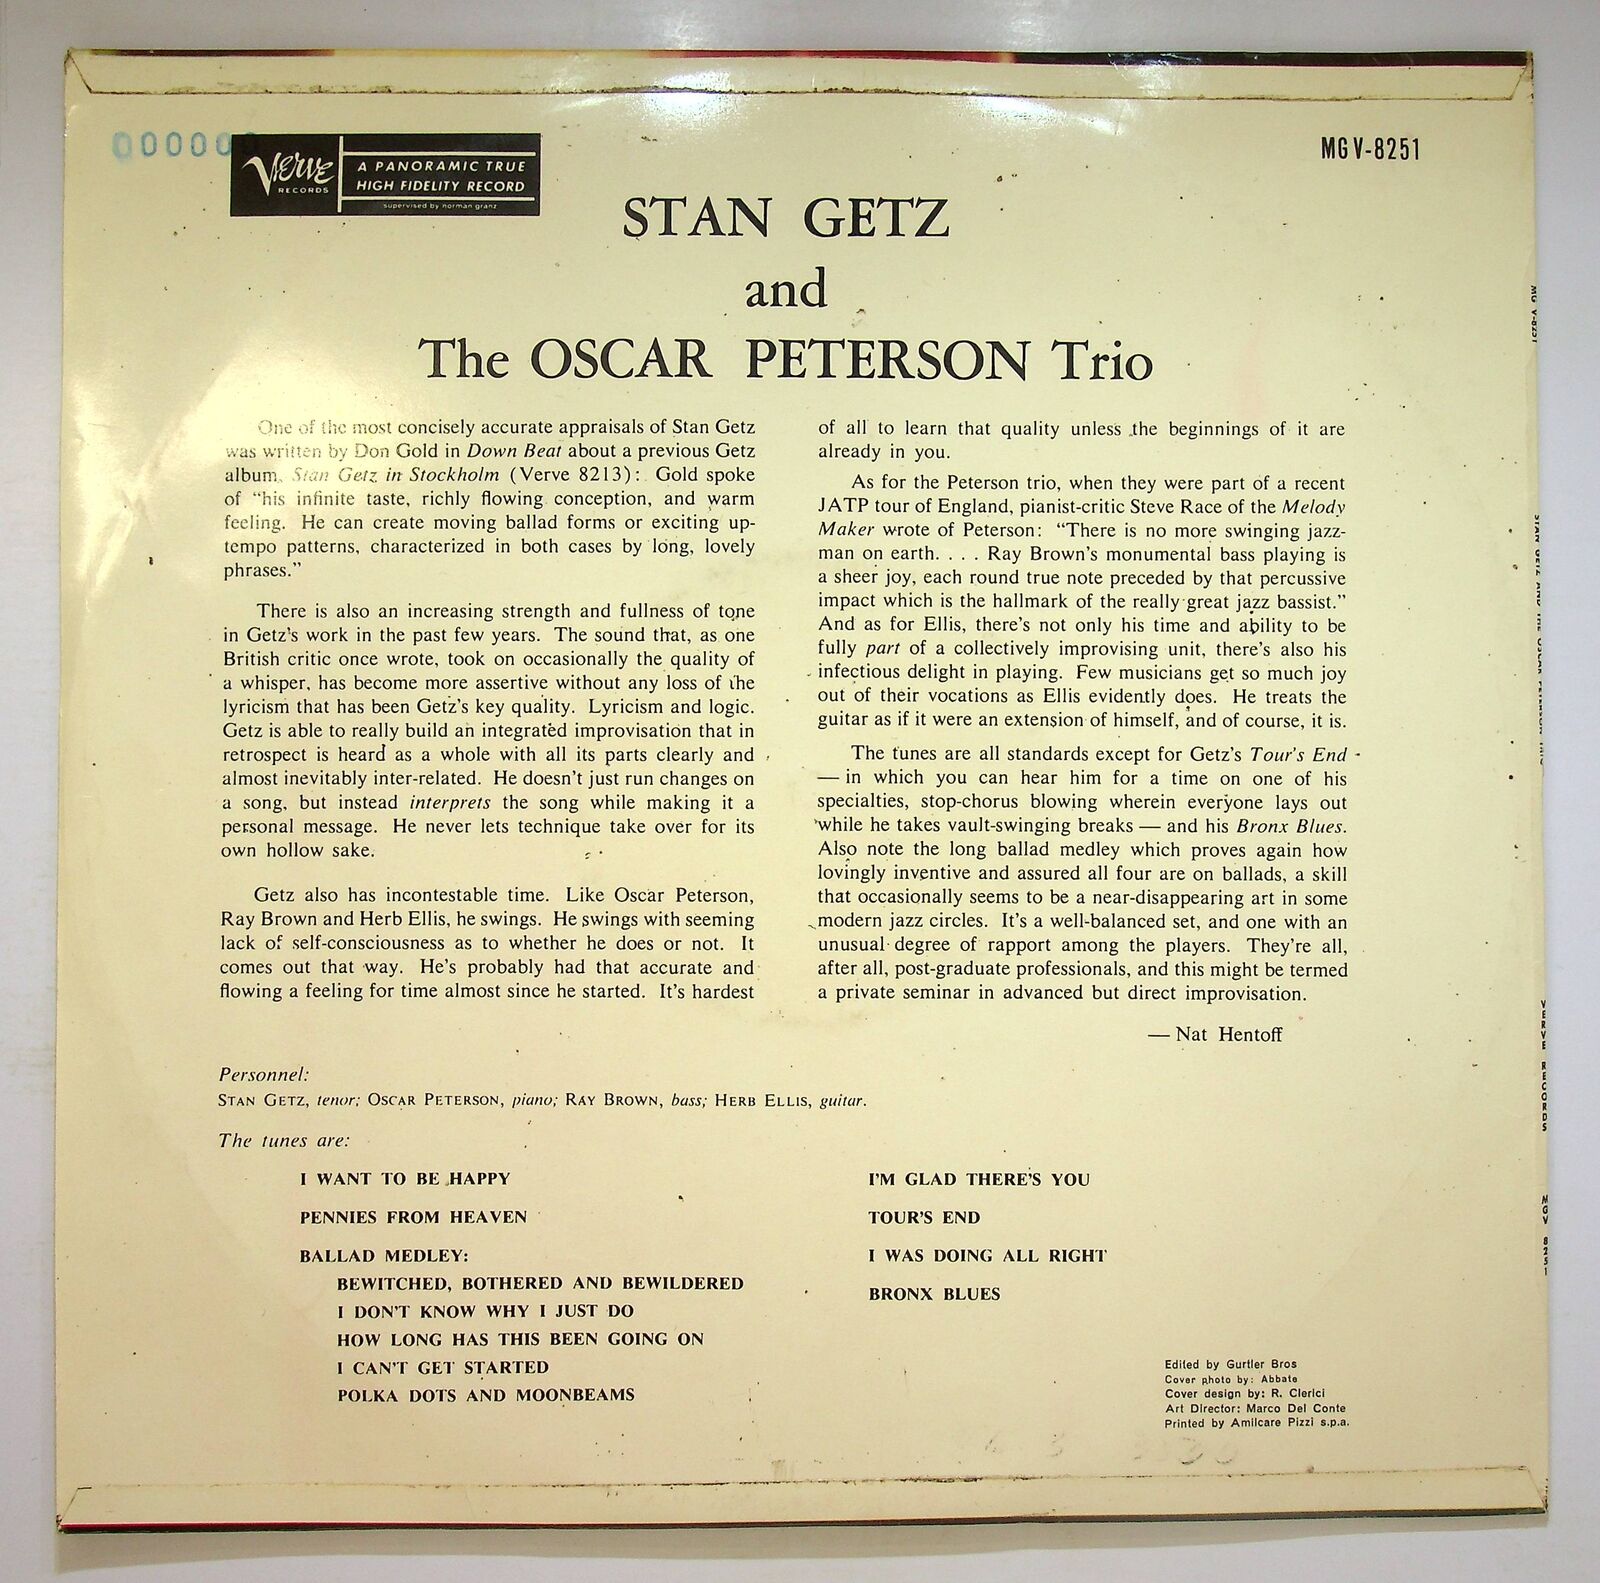 000000
Verve
RECORDS
A PANORAMIC TRUE
HIGH FIDELITY RECORD
supervised by norman granz
MG V-8251
STAN GETZ
and
The OSCAR PETERSON Trio
One of the most concisely accurate appraisals of Stan Getz
was written by Don Gold in Down Beat about a previous Getz
album, Stan Getz in Stockholm (Verve 8213): Gold spoke
of “his infinite taste, richly flowing conception, and warm
feeling. He can create moving ballad forms or exciting up-
tempo patterns, characterized in both cases by long, lovely
phrases.”
There is also an increasing strength and fullness of tone
in Getz's work in the past few years. The sound that, as one
British critic once wrote, took on occasionally the quality of
a whisper, has become more assertive without any loss of the
lyricism that has been Getz's key quality. Lyricism and logic.
Getz is able to really build an integrated improvisation that in
retrospect is heard as a whole with all its parts clearly and
almost inevitably inter-related. He doesn't just run changes on
a song, but instead interprets the song while making it a
personal message. He never lets technique take over for its
own hollow sake.
Getz also has incontestable time. Like Oscar Peterson,
Ray Brown and Herb Ellis, he swings. He swings with seeming
lack of self-consciousness as to whether he does or not. It
comes out that way. He's probably had that accurate and
flowing a feeling for time almost since he started. It's hardest
of all to learn that quality unless the beginnings of it are
already in you.
As for the Peterson trio, when they were part of a recent
JATP tour of England, pianist-critic Steve Race of the Melody
Maker wrote of Peterson: “There is no more swinging jazz-
man on earth. . . . Ray Brown's monumental bass playing is
a sheer joy, each round true note preceded by that percussive
impact which is the hallmark of the really great jazz bassist.”
And as for Ellis, there's not only his time and ability to be
fully part of a collectively improvising unit, there's also his
infectious delight in playing. Few musicians get so much joy
out of their vocations as Ellis evidently does. He treats the
guitar as if it were an extension of himself, and of course, it is.
The tunes are all standards except for Getz's Tour's End -
— in which you can hear him for a time on one of his
specialties, stop-chorus blowing wherein everyone lays out
while he takes vault-swinging breaks — and his Bronx Blues.
Also note the long ballad medley which proves again how
lovingly inventive and assured all four are on ballads, a skill
that occasionally seems to be a near-disappearing art in some
modern jazz circles. It's a well-balanced set, and one with an
unusual degree of rapport among the players. They're all,
after all, post-graduate professionals, and this might be termed
a private seminar in advanced but direct improvisation.
— Nat Hentoff
Personnel:
STAN GETZ, tenor; OSCAR PETERSON, piano; RAY BROWN, bass; HERB ELLIS, guitar.
The tunes are:
I WANT TO BE HAPPY
PENNIES FROM HEAVEN
BALLAD MEDLEY:
BEWITCHED, BOTHERED AND BEWILDERED
I DON'T KNOW WHY I JUST DO
HOW LONG HAS THIS BEEN GOING ON
I CAN'T GET STARTED
POLKA DOTS AND MOONBEAMS
I'M GLAD THERE'S YOU
TOUR'S END
I WAS DOING ALL RIGHT
BRONX BLUES
Edited by Gurtler Bros
Cover photo by: Abbate
Cover design by: R. Clerici
Art Director: Marco Del Conte
Printed by Amilcare Pizzi s.p.a.
MG V-8251
STAN GETZ AND THE OSCAR PETERSON TRIO
VERVE RECORDS
MGV 8251